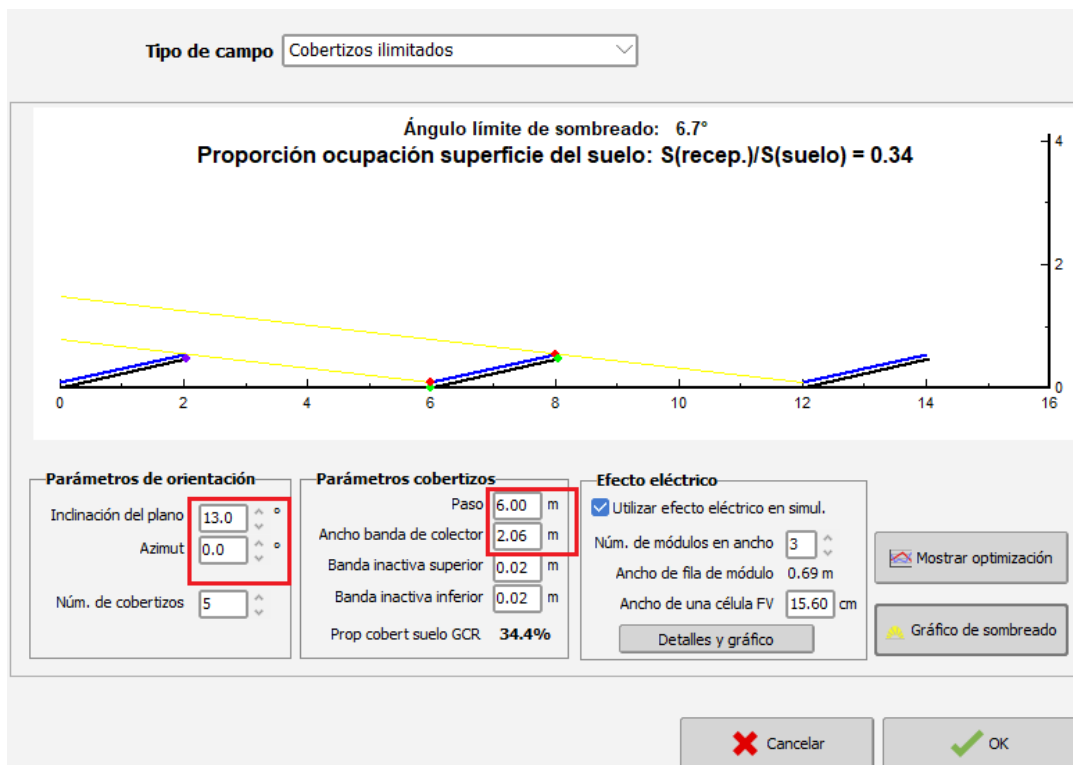 Tipo de campo Cobertizos ilimitados
Ángulo límite de sombreado: 6.7°
Proporción ocupación superficie del suelo: S(recep.)/S(suelo) = 0.34
4
2
0
0 2 4 6 8 10 12 14 16
Parámetros de orientación
Inclinación del plano 13.0 °
Azimut 0.0 °
Núm. de cobertizos 5
Parámetros cobertizos
Paso 6.00 m
Ancho banda de colector 2.06 m
Banda inactiva superior 0.02 m
Banda inactiva inferior 0.02 m
Prop cobert suelo GCR 34.4%
Efecto eléctrico
Utilizar efecto eléctrico en simul.
Núm. de módulos en ancho 3
Ancho de fila de módulo 0.69 m
Ancho de una célula FV 15.60 cm
Detalles y gráfico
Mostrar optimización
Gráfico de sombreado
Cancelar
OK